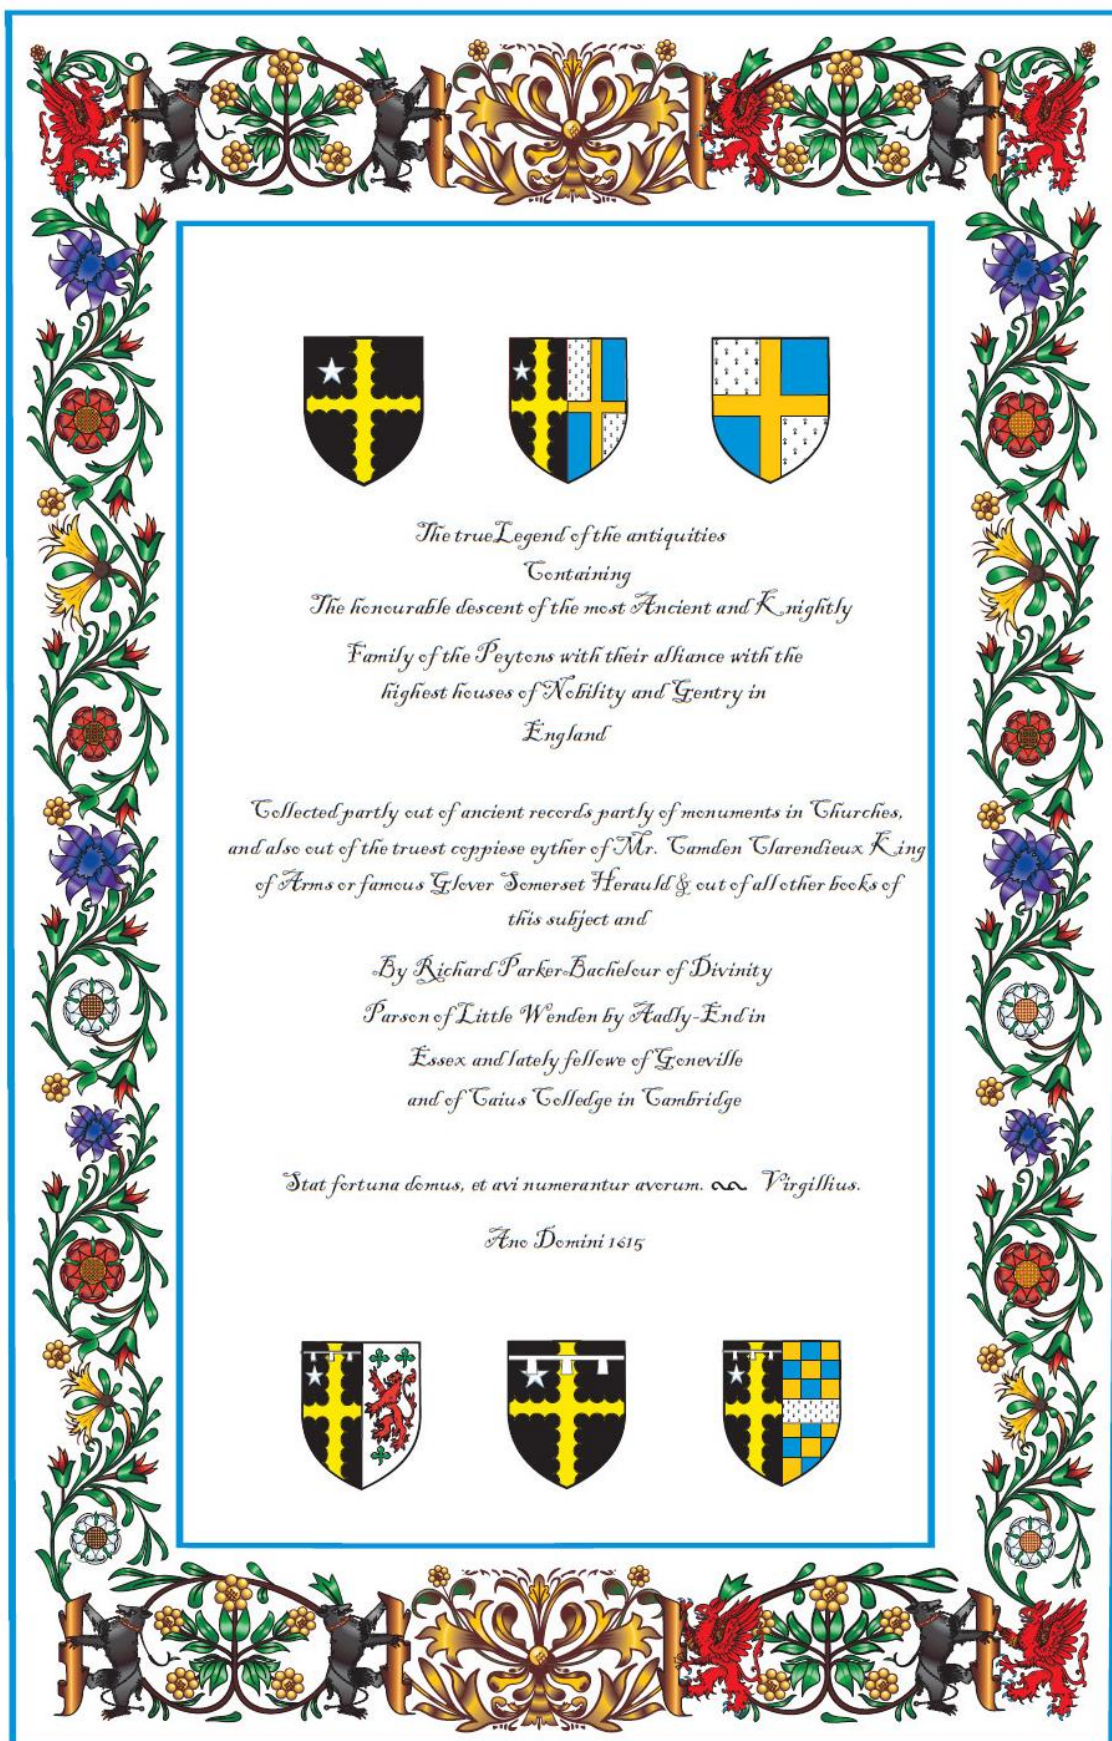 The trueLegend of the antiquities
Containing
The honourable descent of the most Ancient and Knightly
Family of the Peytons with their alliance with the
highest houses of Nobility and Gentry in
England
Collected partly out of ancient records partly of monuments in Churches,
and also out of the truest coppiese eyther of Mr. Camden Clarendieux King
of Arms or famous Glover Somerset Herauld & out of all other books of
this subject and
By Richard Parker Bachelour of Divinity
Parson of Little Wenden by Aadly-End in
Essex and lately fellowe of Goneville
and of Caius Colledge in Cambridge
Stat fortuna domus, et avi numerantur avorum. Virgillius.
Ano Domini 1615